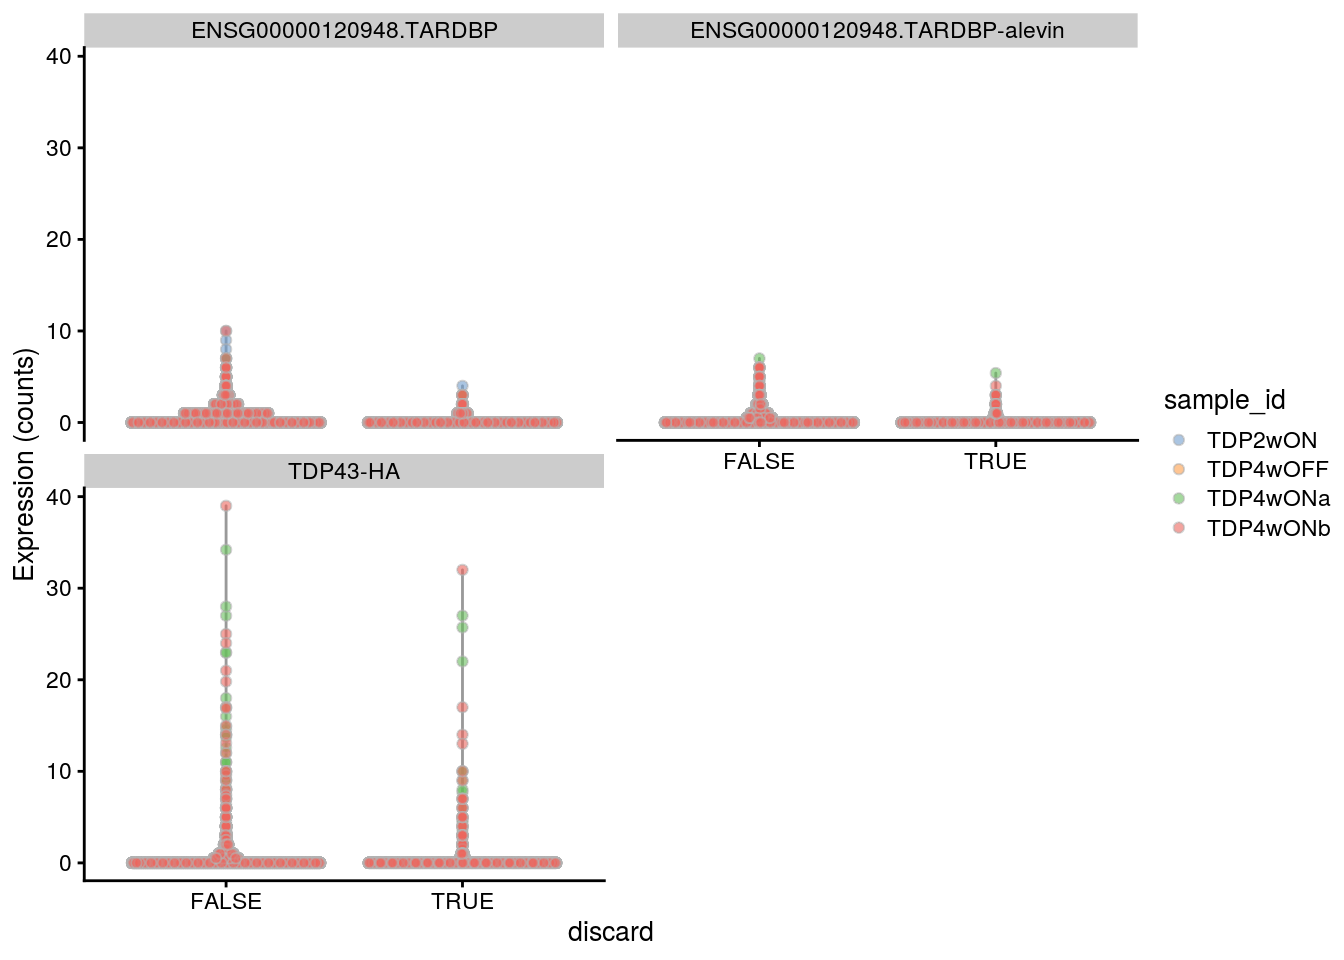 ENSG00000120948.TARDBP
ENSG00000120948.TARDBP-alevin
40
30
20
10
0
FALSE
TRUE
TDP43-HA
40
30
20
10
0
FALSE
TRUE
discard
Expression (counts)
sample_id
TDP2wON
TDP4wOFF
TDP4wONa
TDP4wONb